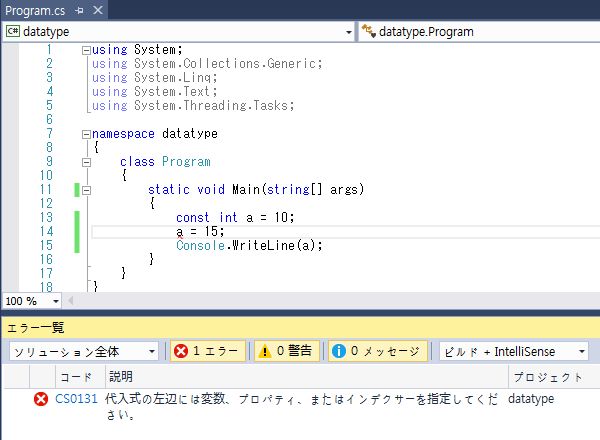 Program.cs
datatype
datatype.Program
1 using System;
2 using System.Collections.Generic;
3 using System.Linq;
4 using System.Text;
5 using System.Threading.Tasks;
6
7 namespace datatype
8 {
9 class Program
10 {
11 static void Main(string[] args)
12 {
13 const int a = 10;
14 a = 15;
15 Console.WriteLine(a);
16 }
17 }
18 }
100 %
エラー一覧
ソリューション全体 1 エラー 0 警告 0 メッセージ ビルド + IntelliSense
コード 説明 プロジェクト
CS0131 代入式の左辺には変数、プロパティ、またはインデクサーを指定してくだ datatype
さい。